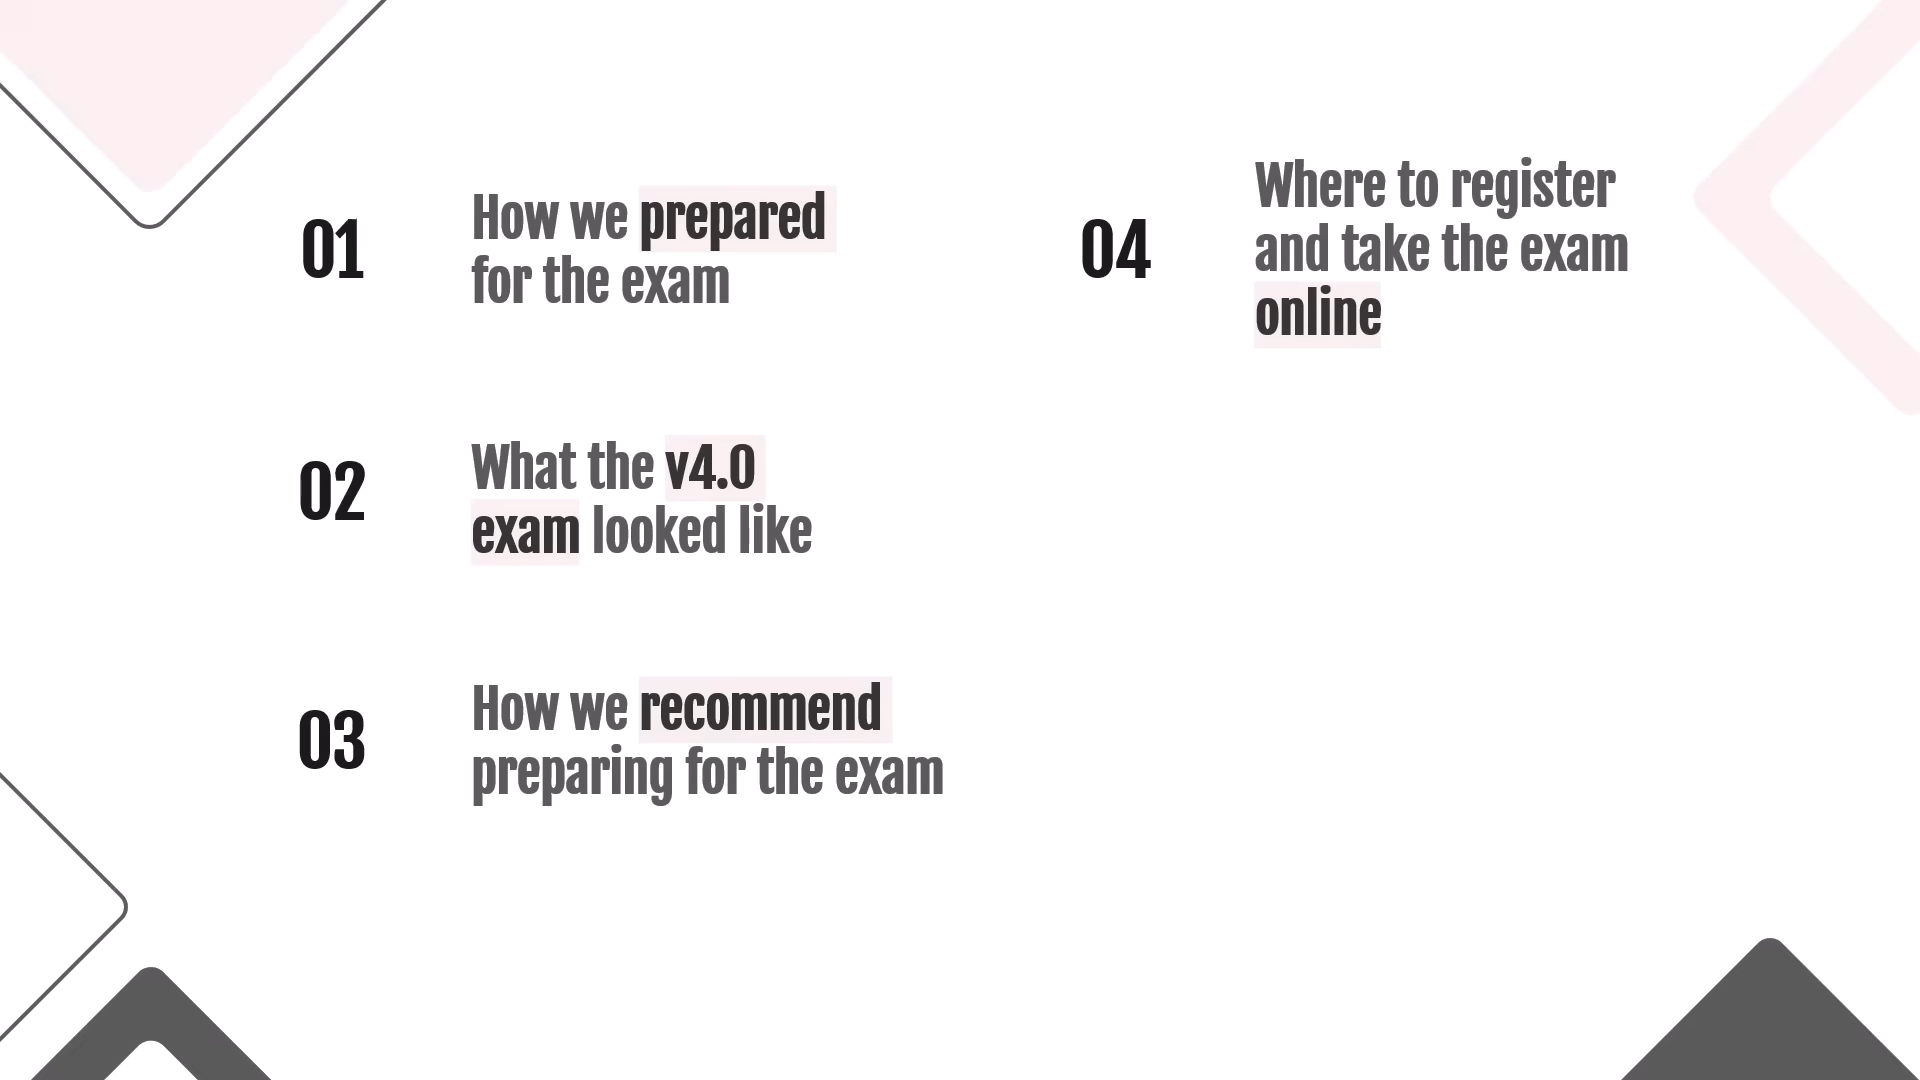 01
How we prepared
for the exam
02
What the v4.0
exam looked like
03
How we recommend
preparing for the exam
04
Where to register
and take the exam
online